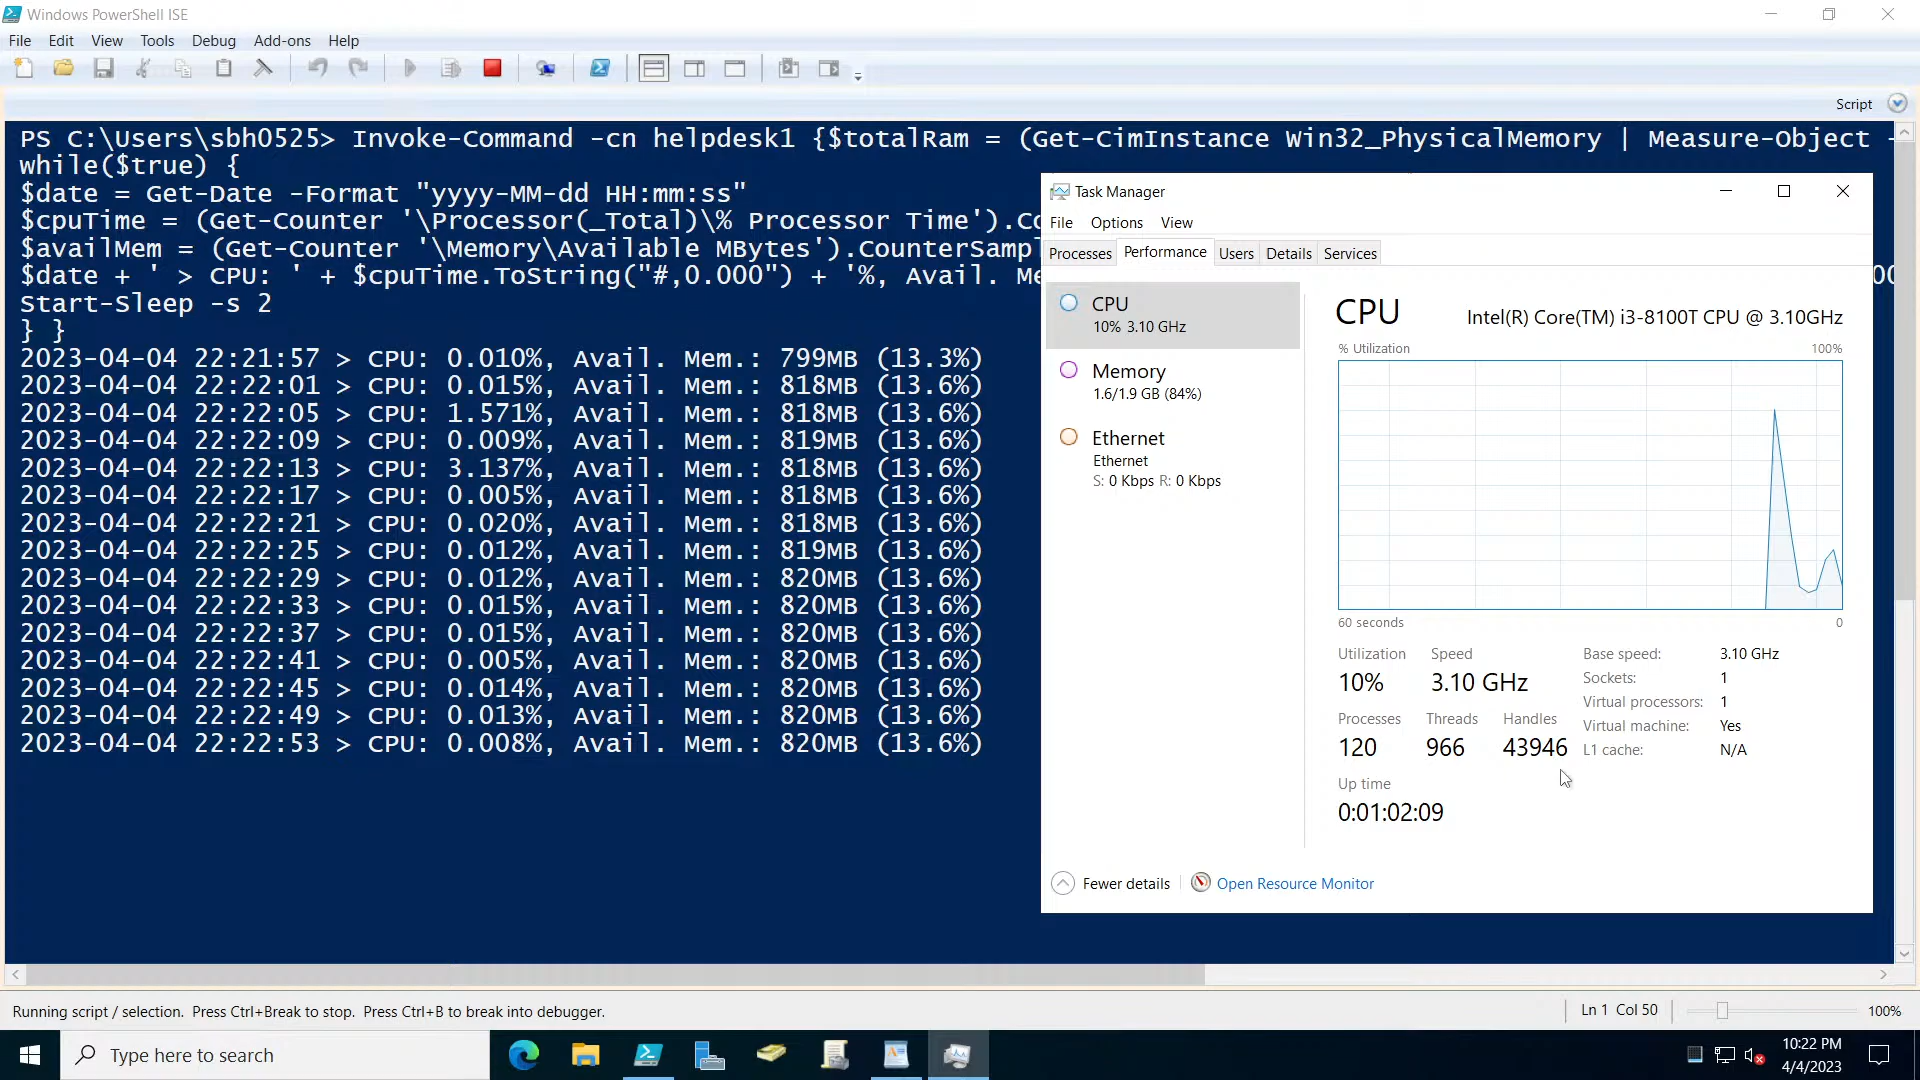 Windows PowerShell ISE
File Edit View Tools Debug Add-ons Help
Script
PS C:\Users\sbh0525> Invoke-Command -cn helpdesk1 {$totalRam = (Get-CimInstance Win32_PhysicalMemory | Measure-Object -
while($true) {
$date = Get-Date -Format "yyyy-MM-dd HH:mm:ss"
$cpuTime = (Get-Counter '\Processor(_Total)\% Processor Time').Co
$availMem = (Get-Counter '\Memory\Available MBytes').CounterSampl
$date + ' > CPU: ' + $cpuTime.ToString("#,0.000") + '%, Avail. Me
Start-Sleep -s 2
} }
2023-04-04 22:21:57 > CPU: 0.010%, Avail. Mem.: 799MB (13.3%)
2023-04-04 22:22:01 > CPU: 0.015%, Avail. Mem.: 818MB (13.6%)
2023-04-04 22:22:05 > CPU: 1.571%, Avail. Mem.: 818MB (13.6%)
2023-04-04 22:22:09 > CPU: 0.009%, Avail. Mem.: 819MB (13.6%)
2023-04-04 22:22:13 > CPU: 3.137%, Avail. Mem.: 818MB (13.6%)
2023-04-04 22:22:17 > CPU: 0.005%, Avail. Mem.: 818MB (13.6%)
2023-04-04 22:22:21 > CPU: 0.020%, Avail. Mem.: 818MB (13.6%)
2023-04-04 22:22:25 > CPU: 0.012%, Avail. Mem.: 819MB (13.6%)
2023-04-04 22:22:29 > CPU: 0.012%, Avail. Mem.: 820MB (13.6%)
2023-04-04 22:22:33 > CPU: 0.015%, Avail. Mem.: 820MB (13.6%)
2023-04-04 22:22:37 > CPU: 0.015%, Avail. Mem.: 820MB (13.6%)
2023-04-04 22:22:41 > CPU: 0.005%, Avail. Mem.: 820MB (13.6%)
2023-04-04 22:22:45 > CPU: 0.014%, Avail. Mem.: 820MB (13.6%)
2023-04-04 22:22:49 > CPU: 0.013%, Avail. Mem.: 820MB (13.6%)
2023-04-04 22:22:53 > CPU: 0.008%, Avail. Mem.: 820MB (13.6%)
Task Manager
File Options View
Processes Performance Users Details Services
CPU
10% 3.10 GHz
Memory
1.6/1.9 GB (84%)
Ethernet
Ethernet
S: 0 Kbps R: 0 Kbps
CPU Intel(R) Core(TM) i3-8100T CPU @ 3.10GHz
% Utilization 100%
60 seconds 0
Utilization Speed
10% 3.10 GHz
Processes Threads Handles
120 966 43946
Up time
0:01:02:09
Base speed: 3.10 GHz
Sockets: 1
Virtual processors: 1
Virtual machine: Yes
L1 cache: N/A
Fewer details Open Resource Monitor
Running script / selection. Press Ctrl+Break to stop. Press Ctrl+B to break into debugger.
Ln 1 Col 50 100%
Type here to search
10:22 PM
4/4/2023